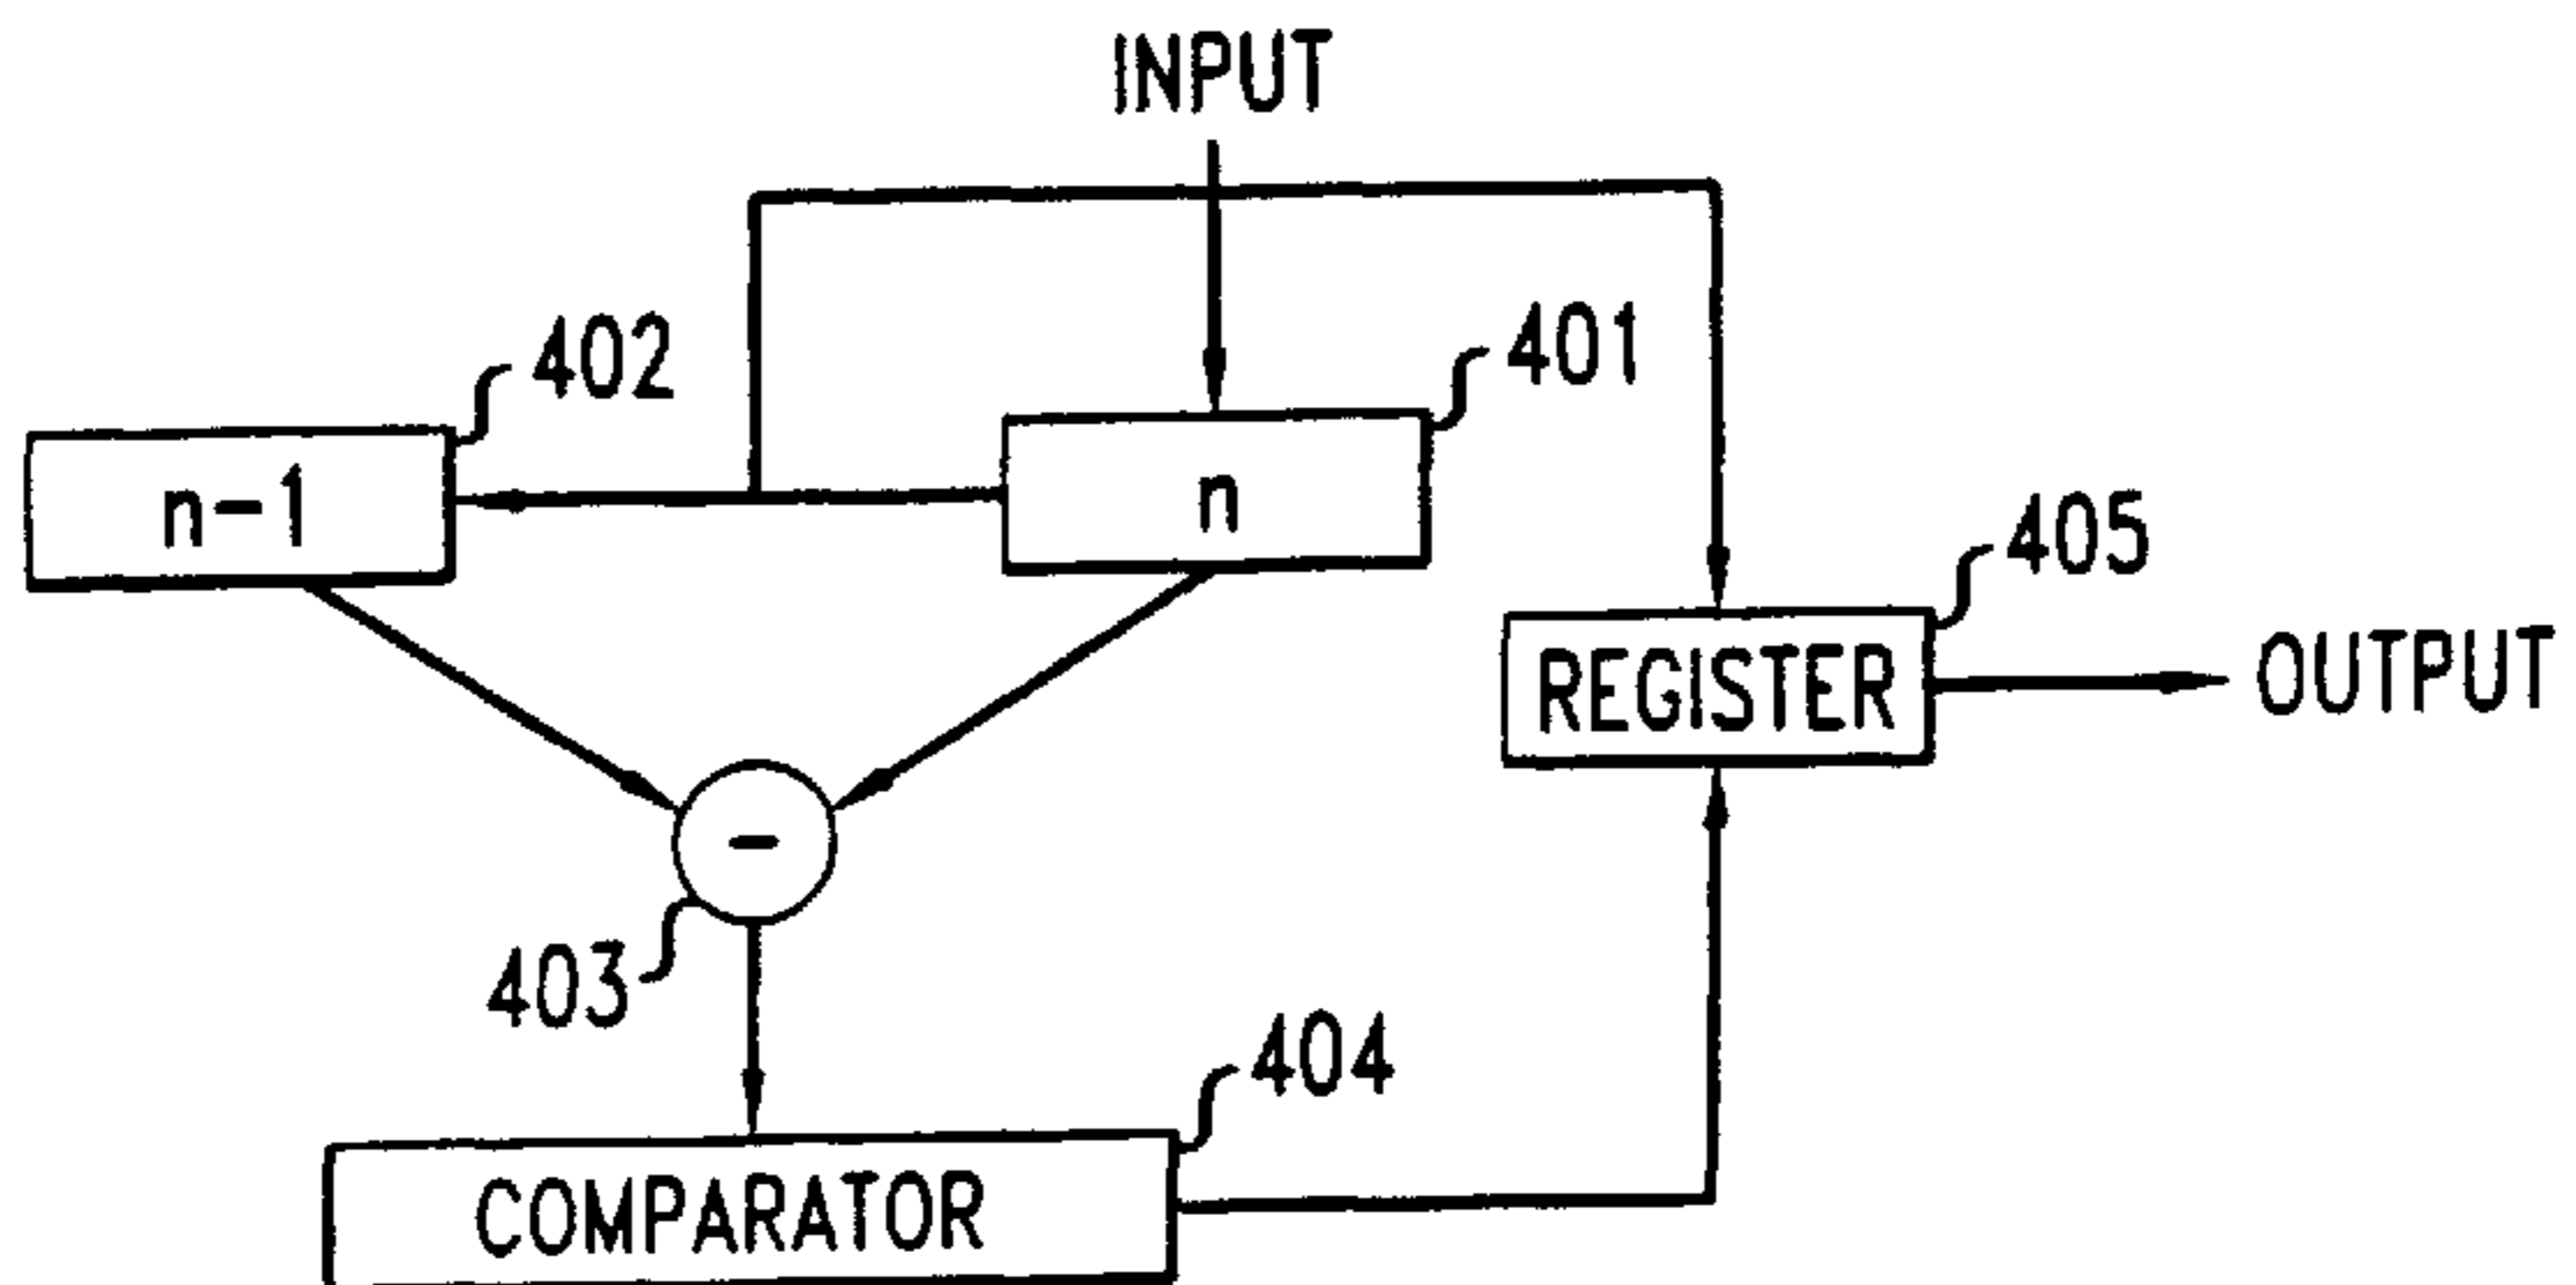 INPUT
402
401
n-1
n
405
REGISTER
OUTPUT
-
403
404
COMPARATOR